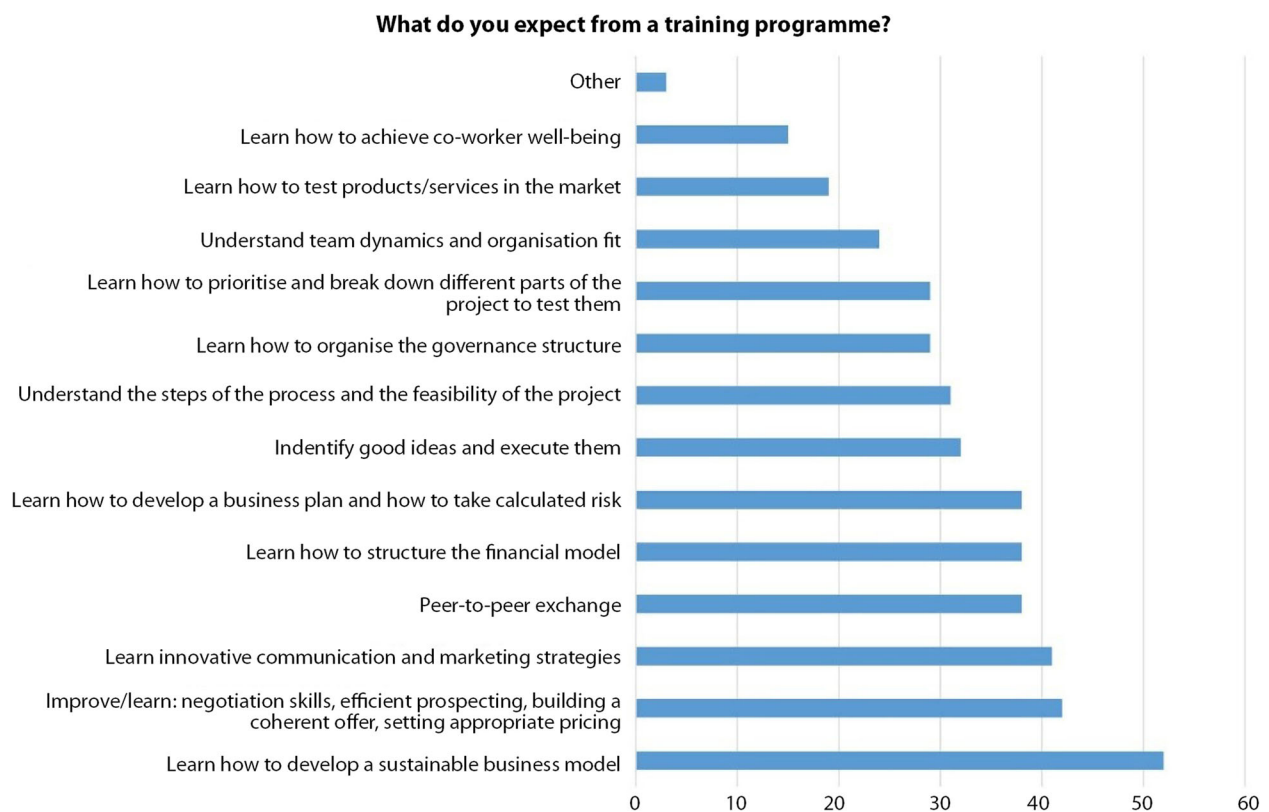 What do you expect from a training programme?
Other
Learn how to achieve co-worker well-being
Learn how to test products/services in the market
Understand team dynamics and organisation fit
Learn how to prioritise and break down different parts of the
project to test them
Learn how to organise the governance structure
Understand the steps of the process and the feasibility of the project
Indentify good ideas and execute them
Learn how to develop a business plan and how to take calculated risk
Learn how to structure the financial model
Peer-to-peer exchange
Learn innovative communication and marketing strategies
Improve/learn: negotiation skills, efficient prospecting, building a
coherent offer, setting appropriate pricing
Learn how to develop a sustainable business model
0 10 20 30 40 50 60